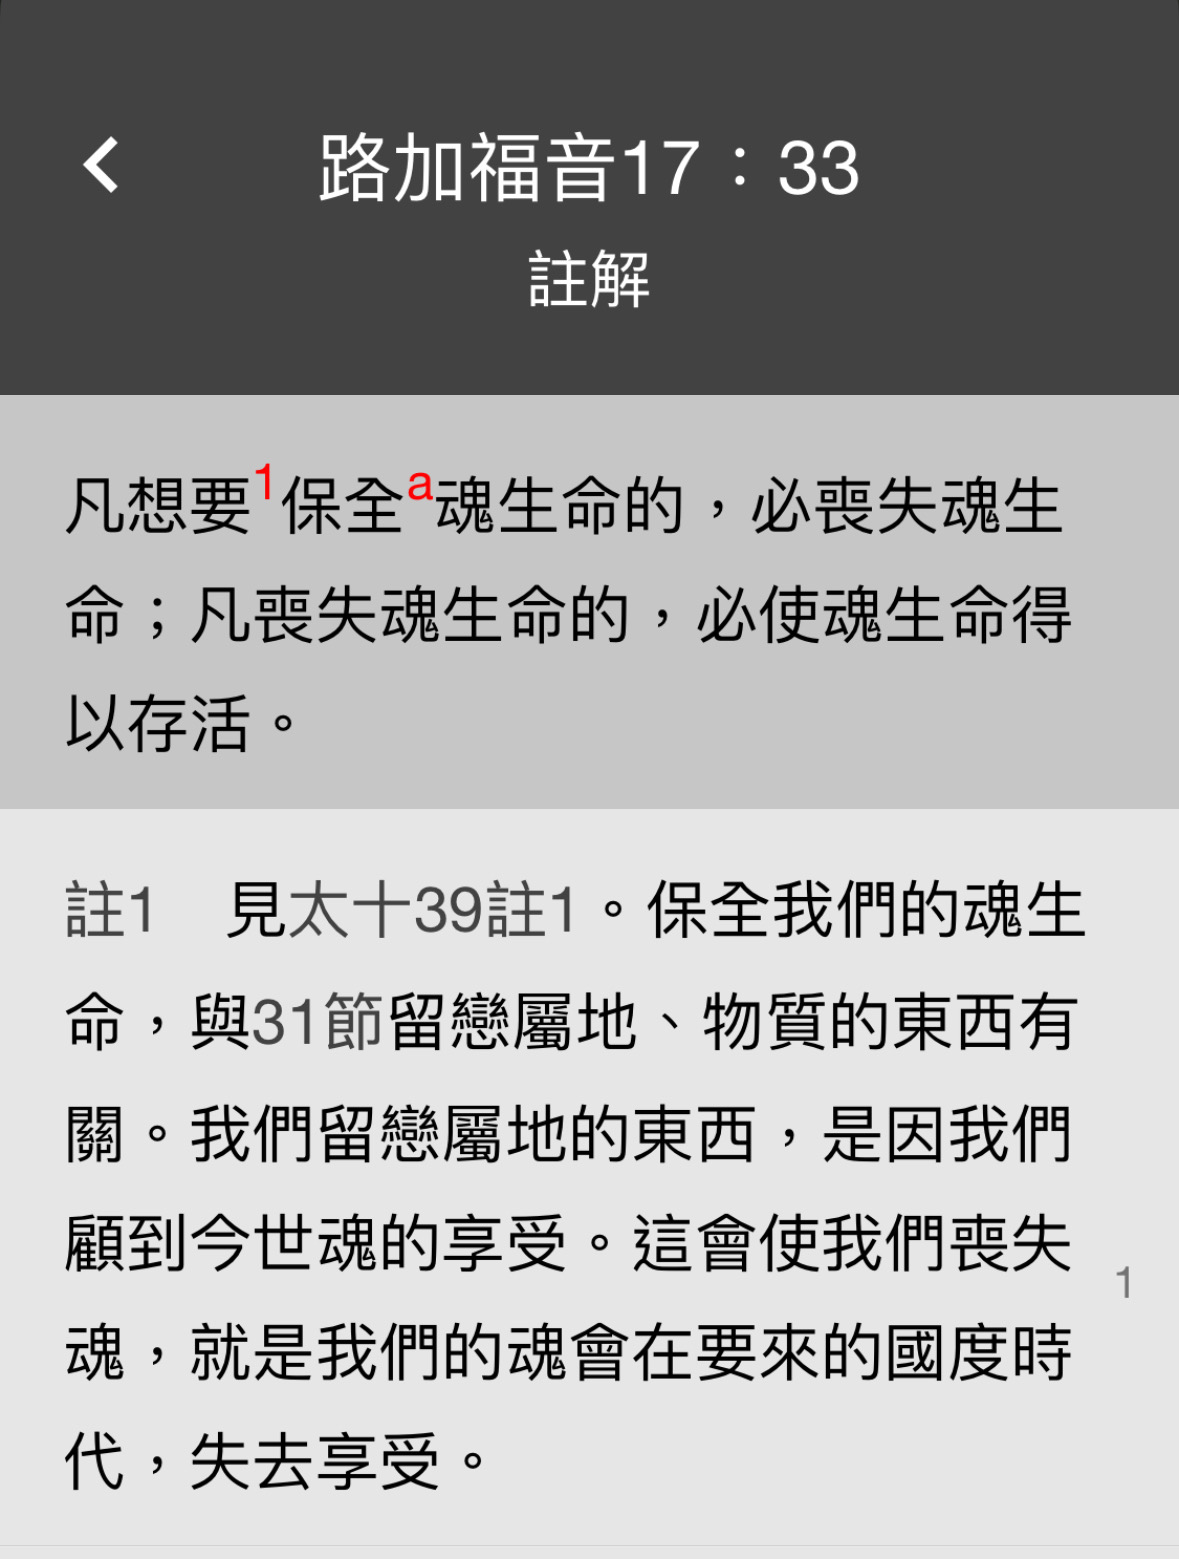 路加福音17：33
註解
凡想要1保全a魂生命的，必喪失魂生
命；凡喪失魂生命的，必使魂生命得
以存活。
註1　見太十39註1。保全我們的魂生
命，與31節留戀屬地、物質的東西有
關。我們留戀屬地的東西，是因我們
顧到今世魂的享受。這會使我們喪失
1
魂，就是我們的魂會在要來的國度時
代，失去享受。